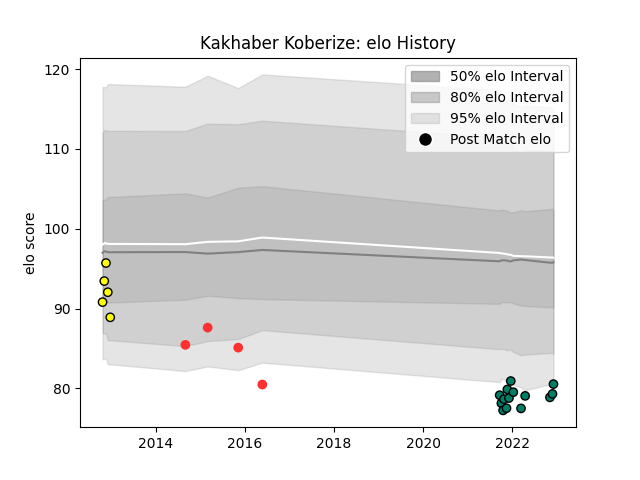 Kakhaber Koberize: elo History
120
110
100
90
80
elo score
50% elo Interval
80% elo Interval
95% elo Interval
Post Match elo
2014
2016
2018
2020
2022